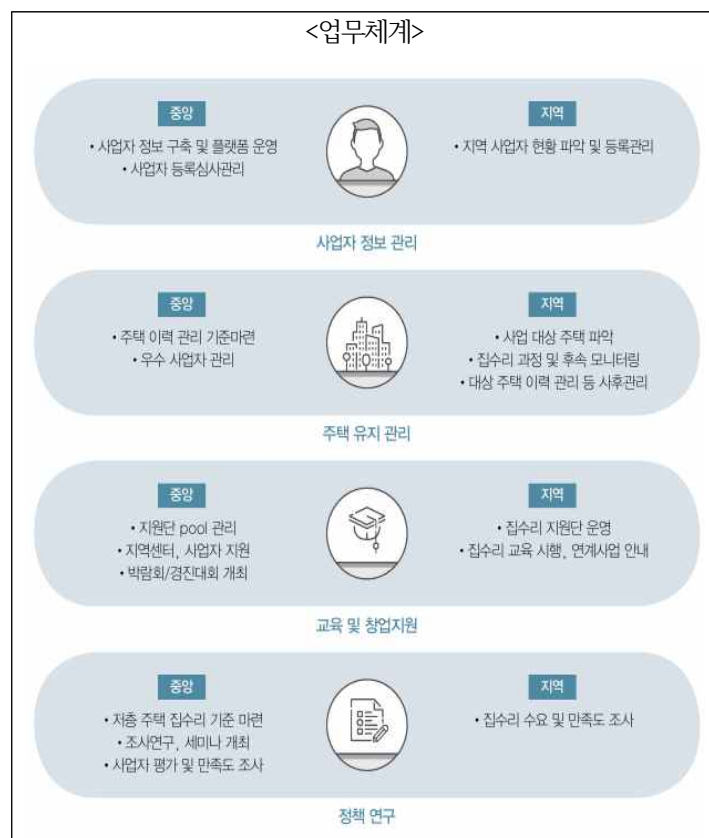 <업무체계>
중앙
• 사업자 정보 구축 및 플랫폼 운영
• 사업자 등록심사관리
지역
• 지역 사업자 현황 파악 및 등록관리
사업자 정보 관리
중앙
• 주택 이력 관리 기준마련
• 우수 사업자 관리
지역
• 사업 대상 주택 파악
• 집수리 과정 및 후속 모니터링
• 대상 주택 이력 관리 등 사후관리
주택 유지 관리
중앙
• 지원단 pool 관리
• 지역센터, 사업자 지원
• 박람회/경진대회 개최
지역
• 집수리 지원단 운영
• 집수리 교육 시행, 연계사업 안내
교육 및 창업지원
중앙
• 저층 주택 집수리 기준 마련
• 조사연구, 세미나 개최
• 사업자 평가 및 만족도 조사
지역
• 집수리 수요 및 만족도 조사
정책 연구